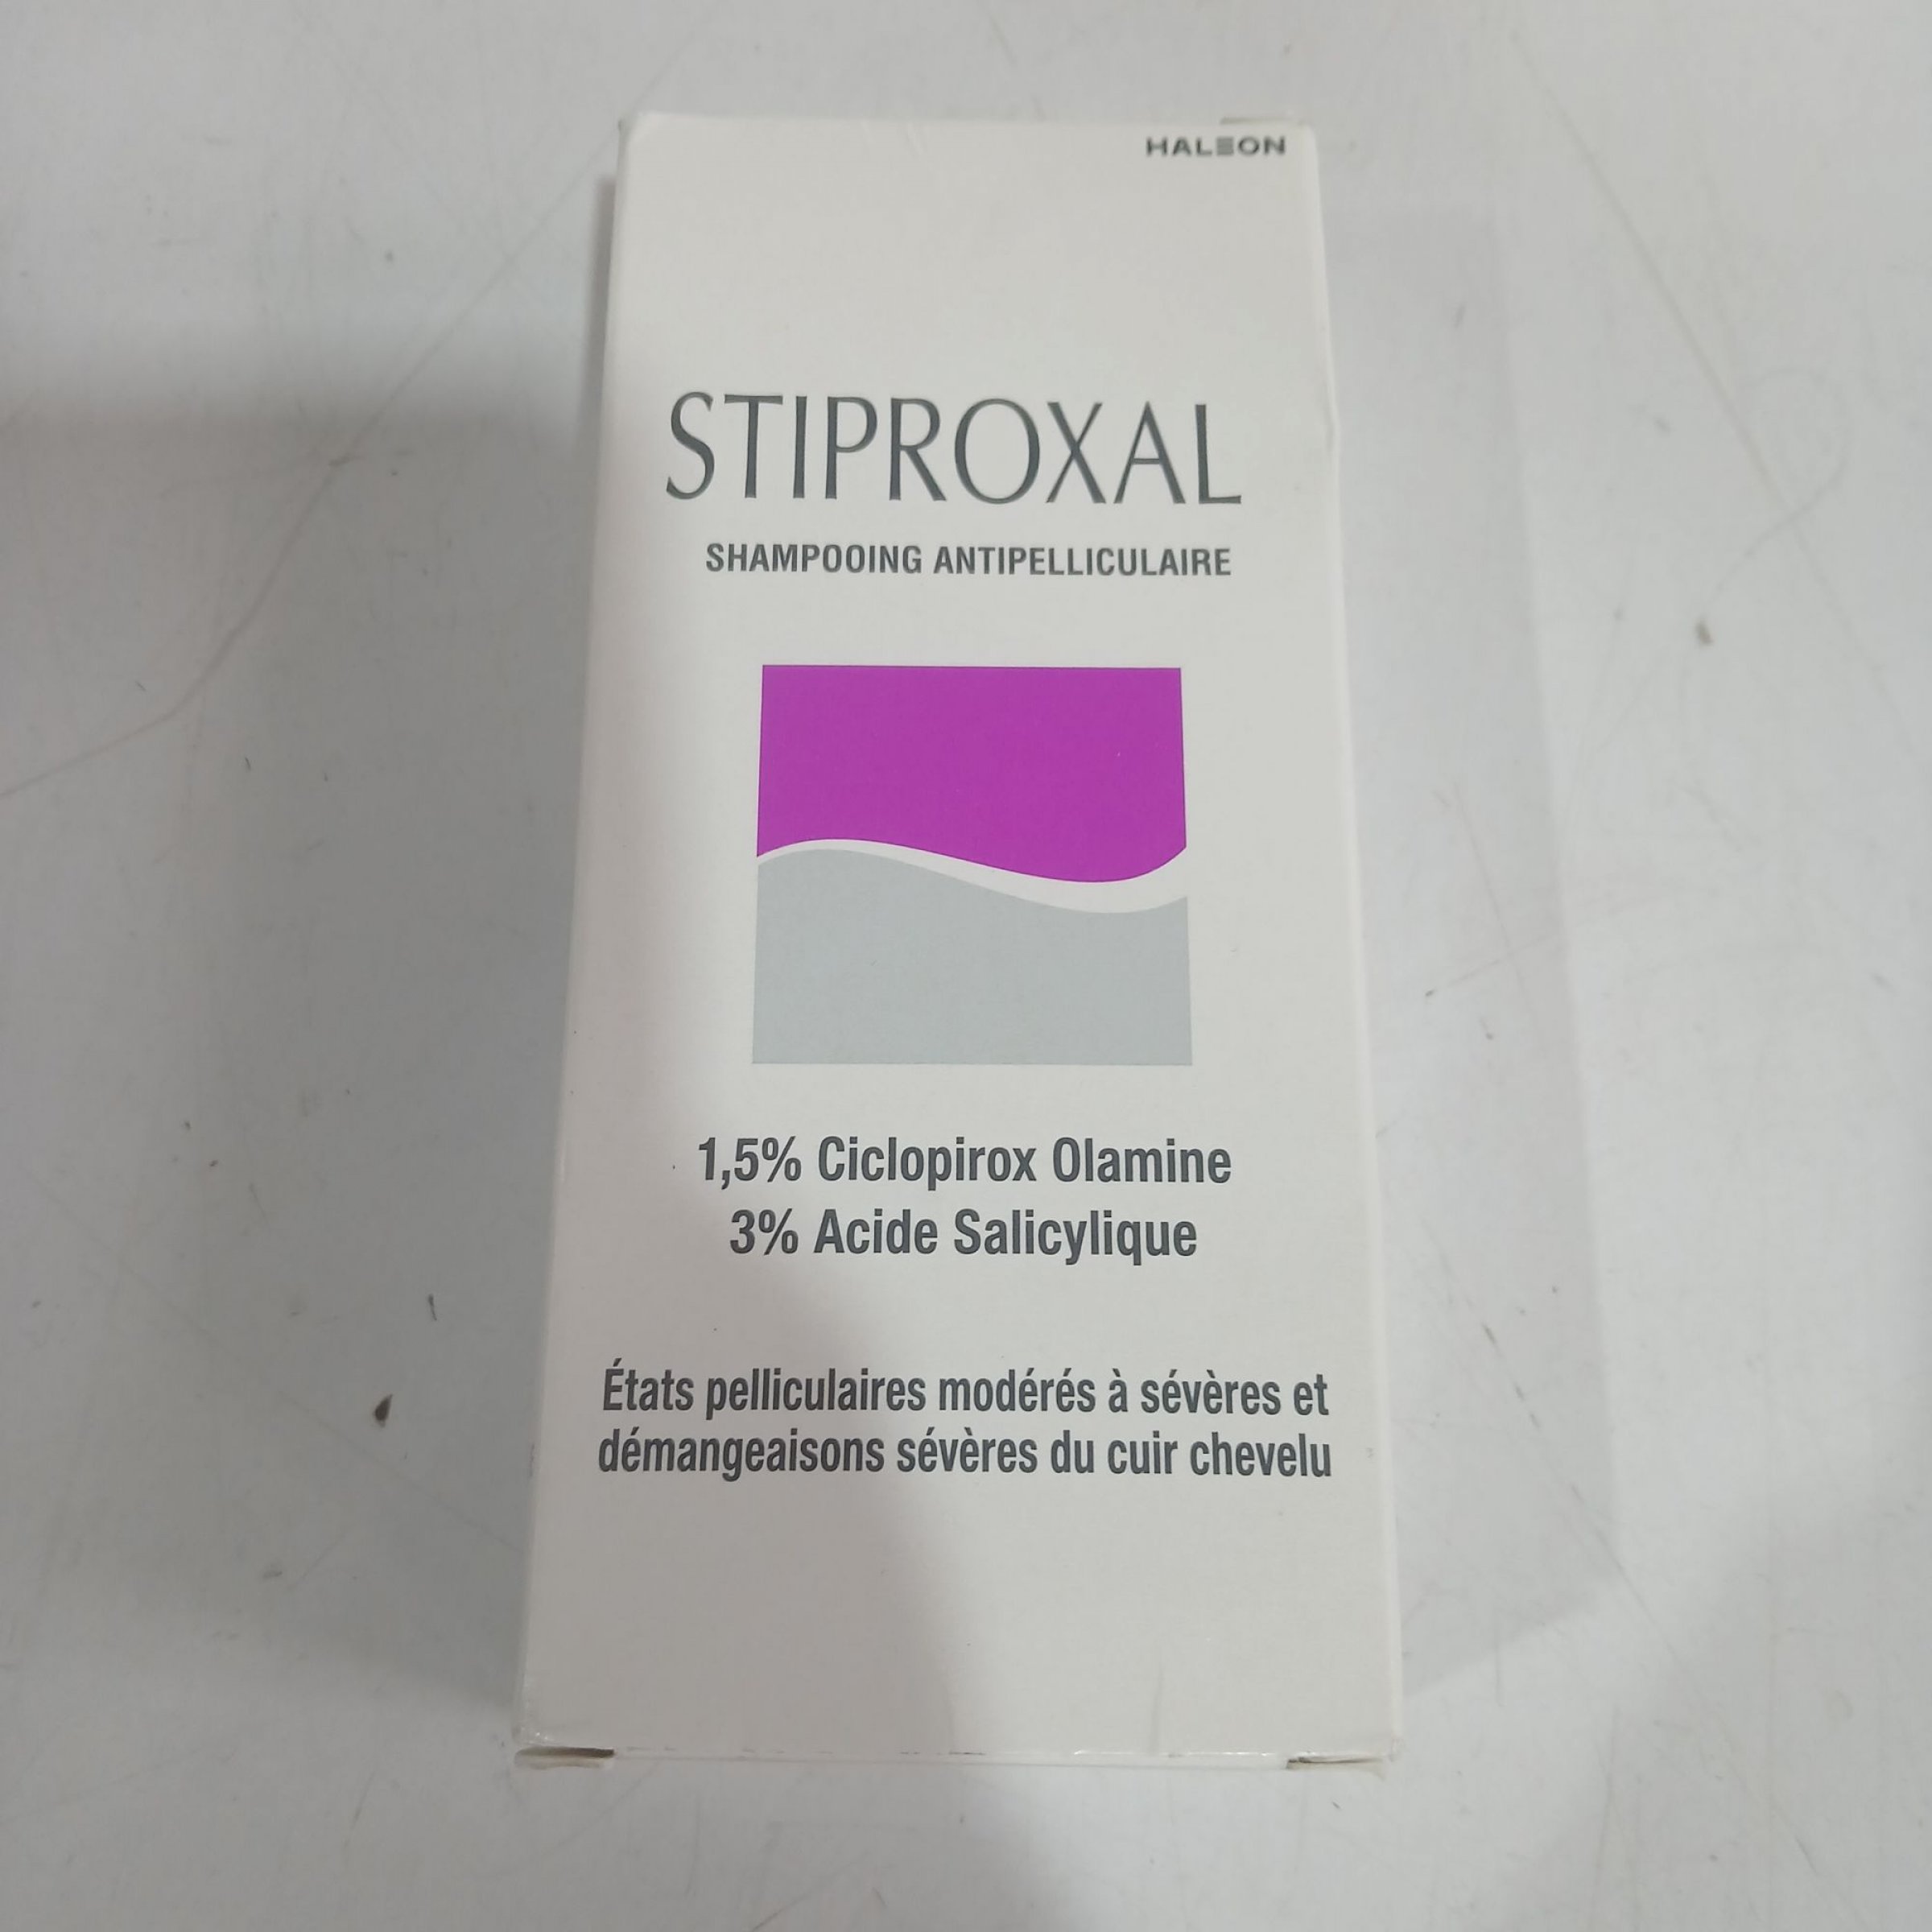 HALEON
STIPROXAL
SHAMPOOING ANTIPELLICULAIRE
1,5% Ciclopirox Olamine
3% Acide Salicylique
États pelliculaires modérés à sévères et
démangeaisons sévères du cuir chevelu